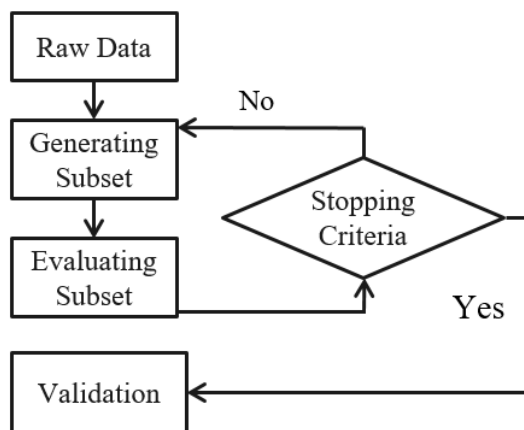 Raw Data
No
Generating
Subset
Stopping
Criteria
Evaluating
Subset
Yes
Validation